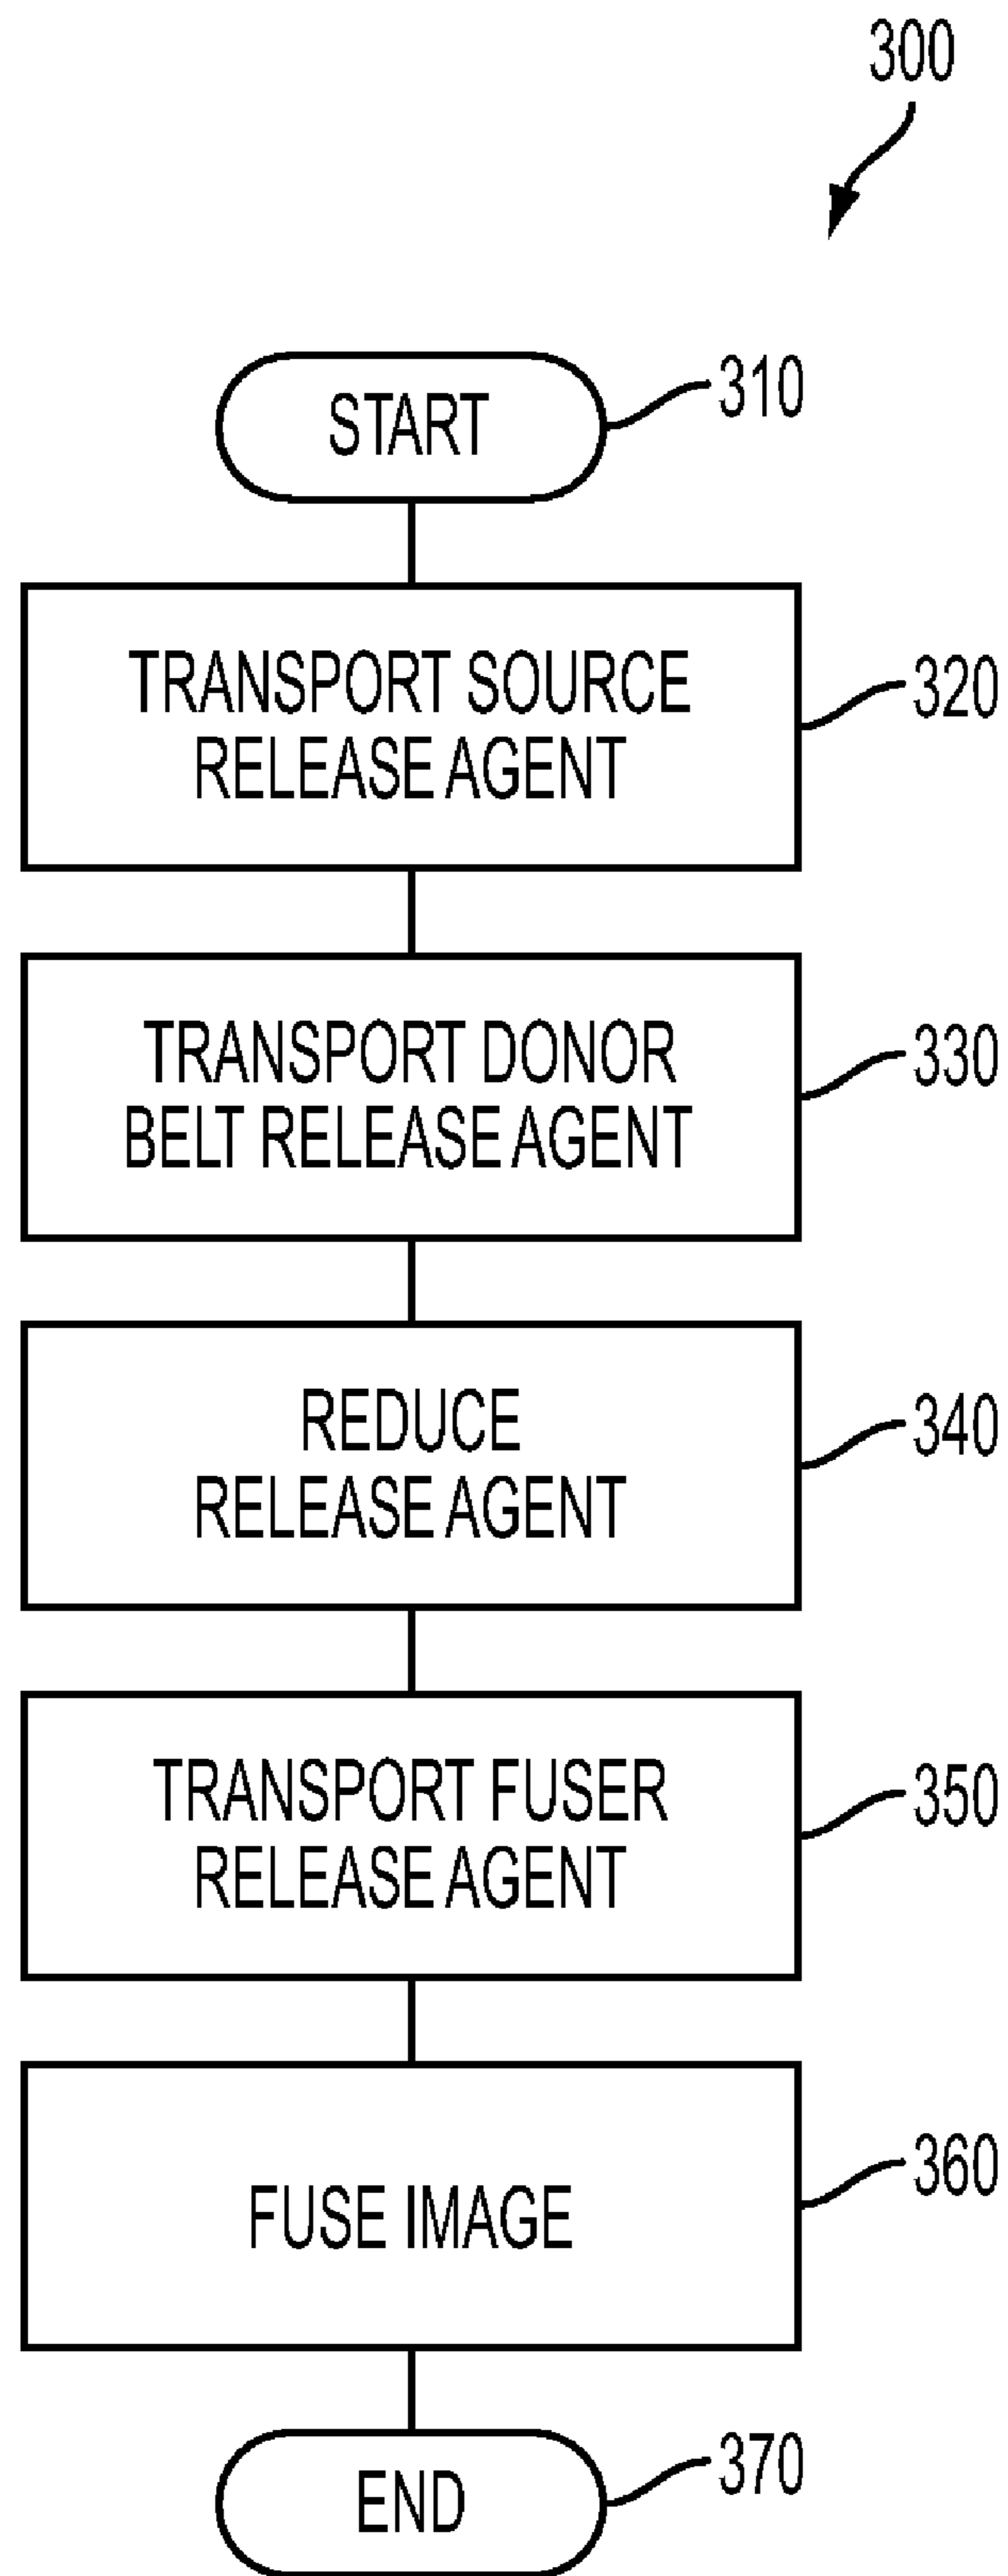 300
START
310
TRANSPORT SOURCE
RELEASE AGENT
320
TRANSPORT DONOR
BELT RELEASE AGENT
330
REDUCE
RELEASE AGENT
340
TRANSPORT FUSER
RELEASE AGENT
350
FUSE IMAGE
360
END
370